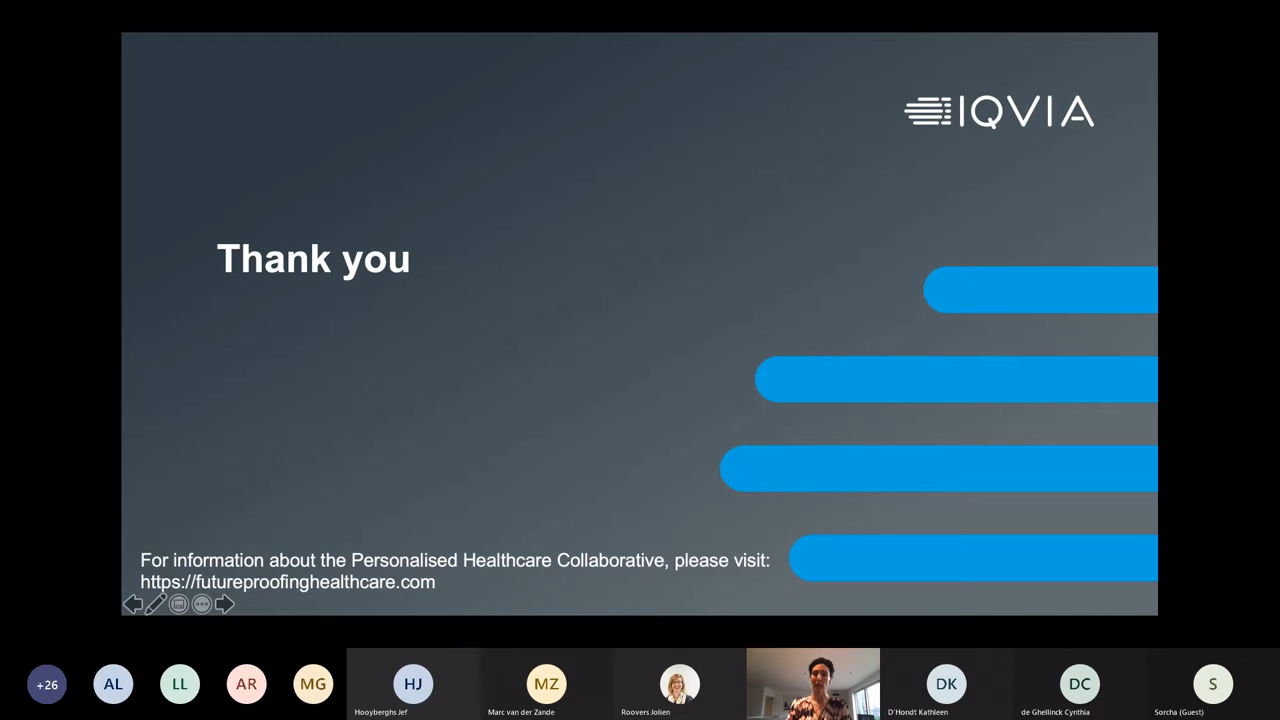 IQVIA
Thank you
For information about the Personalised Healthcare Collaborative, please visit:
https://futureproofinghealthcare.com
+26
AL
LL
AR
MG
HJ
Hooyberghs Jef
MZ
Marc van der Zande
Roovers Jolien
DK
D'Hondt Kathleen
DC
de Ghellinck Cynthia
S
Sorcha (Guest)